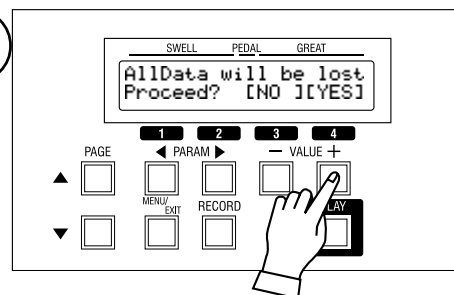 SWELL PEDAL GREAT
AllData will be lost
Proceed? [NO ][YES]
1 2 3 4
PAGE ◀ PARAM ▶ − VALUE +
▲
MENU/
EXIT RECORD
▼